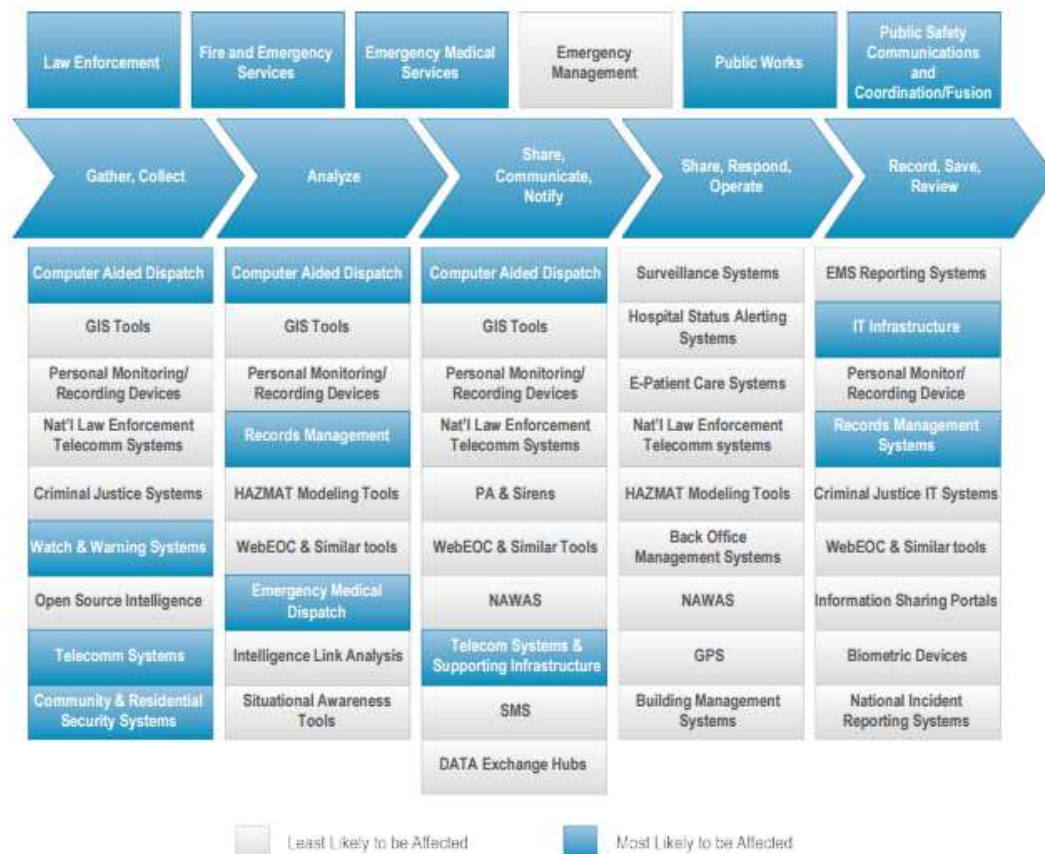 Law Enforcement
Fire and Emergency
Services
Emergency Medical
Services
Emergency
Management
Public Works
Public Safety
Communications
and
Coordination/Fusion
Gather, Collect
Analyze
Share,
Communicate,
Notify
Share, Respond,
Operate
Record, Save,
Review
Computer Aided Dispatch
GIS Tools
Personal Monitoring/
Recording Devices
Nat'l Law Enforcement
Telecomm Systems
Criminal Justice Systems
Watch & Warning Systems
Open Source Intelligence
Telecomm Systems
Community & Residential
Security Systems
Computer Aided Dispatch
GIS Tools
Personal Monitoring/
Recording Devices
Records Management
HAZMAT Modeling Tools
WebEOC & Similar tools
Emergency Medical
Dispatch
Intelligence Link Analysis
Situational Awareness
Tools
Computer Aided Dispatch
GIS Tools
Personal Monitoring/
Recording Devices
Nat'l Law Enforcement
Telecomm Systems
PA & Sirens
WebEOC & Similar Tools
NAWAS
Telecom Systems &
Supporting Infrastructure
SMS
DATA Exchange Hubs
Surveillance Systems
Hospital Status Alerting
Systems
E-Patient Care Systems
Nat'l Law Enforcement
Telecomm systems
HAZMAT Modeling Tools
Back Office
Management Systems
NAWAS
GPS
Building Management
Systems
EMS Reporting Systems
IT Infrastructure
Personal Monitor/
Recording Device
Records Management
Systems
Criminal Justice IT Systems
WebEOC & Similar tools
Information Sharing Portals
Biometric Devices
National Incident
Reporting Systems
Least Likely to be Affected
Most Likely to be Affected